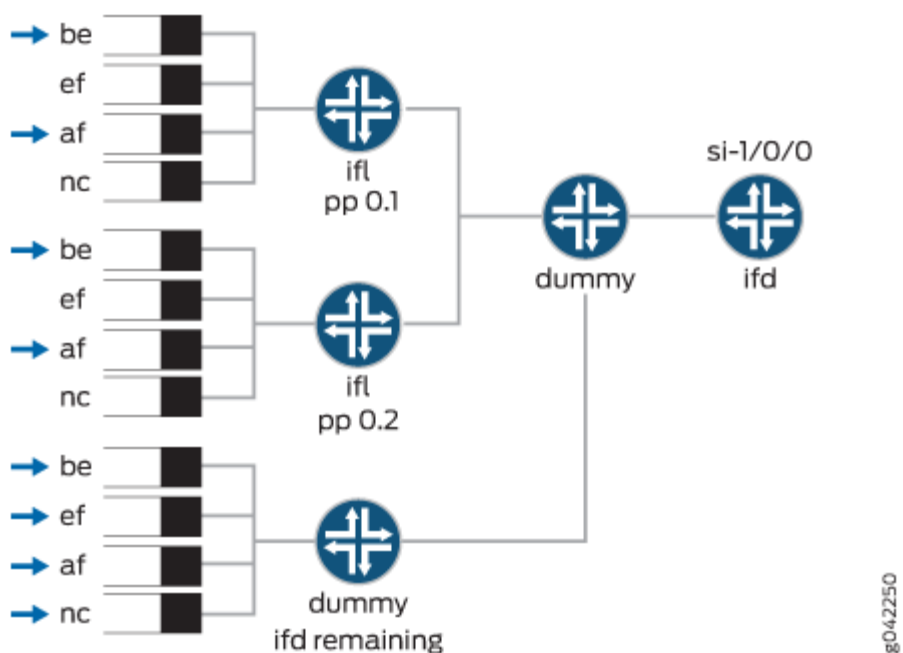 be
ef
af
nc
ifl
pp 0.1
be
ef
af
nc
ifl
pp 0.2
be
ef
af
nc
dummy
ifd remaining
dummy
si-1/0/0
ifd
g042250